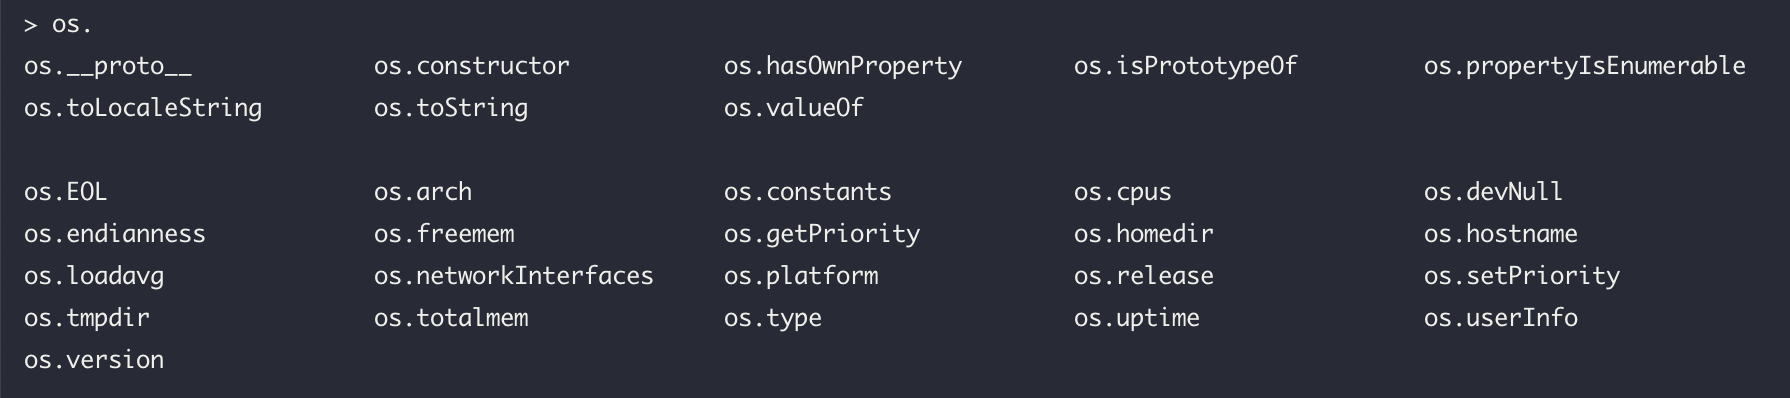 > os.
os.__proto__ os.constructor os.hasOwnProperty os.isPrototypeOf os.propertyIsEnumerable
os.toLocaleString os.toString os.valueOf
os.EOL os.arch os.constants os.cpus os.devNull
os.endianness os.freemem os.getPriority os.homedir os.hostname
os.loadavg os.networkInterfaces os.platform os.release os.setPriority
os.tmpdir os.totalmem os.type os.uptime os.userInfo
os.version